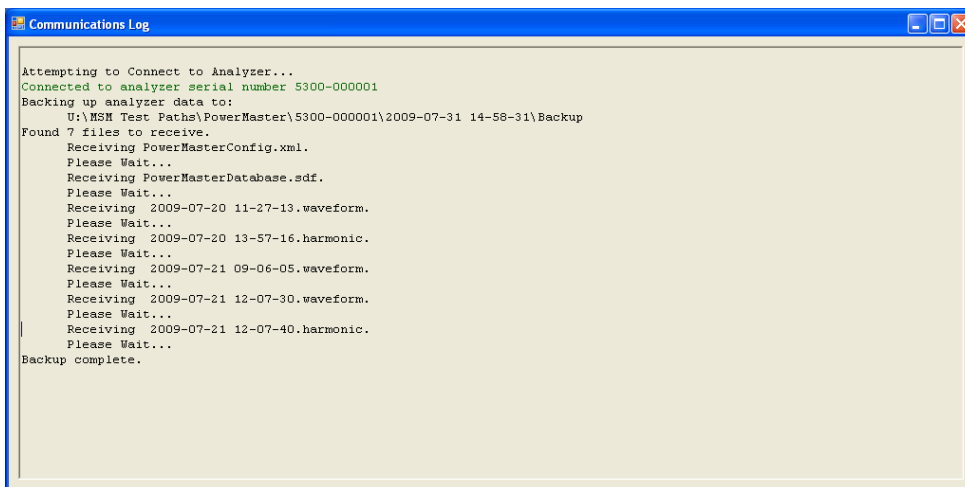 Communications Log
Attempting to Connect to Analyzer...
Connected to analyzer serial number 5300-000001
Backing up analyzer data to:
U:\MSM Test Paths\PowerMaster\5300-000001\2009-07-31 14-58-31\Backup
Found 7 files to receive.
Receiving PowerMasterConfig.xml.
Please Wait...
Receiving PowerMasterDatabase.sdf.
Please Wait...
Receiving  2009-07-20 11-27-13.waveform.
Please Wait...
Receiving  2009-07-20 13-57-16.harmonic.
Please Wait...
Receiving  2009-07-21 09-06-05.waveform.
Please Wait...
Receiving  2009-07-21 12-07-30.waveform.
Please Wait...
Receiving  2009-07-21 12-07-40.harmonic.
Please Wait...
Backup complete.